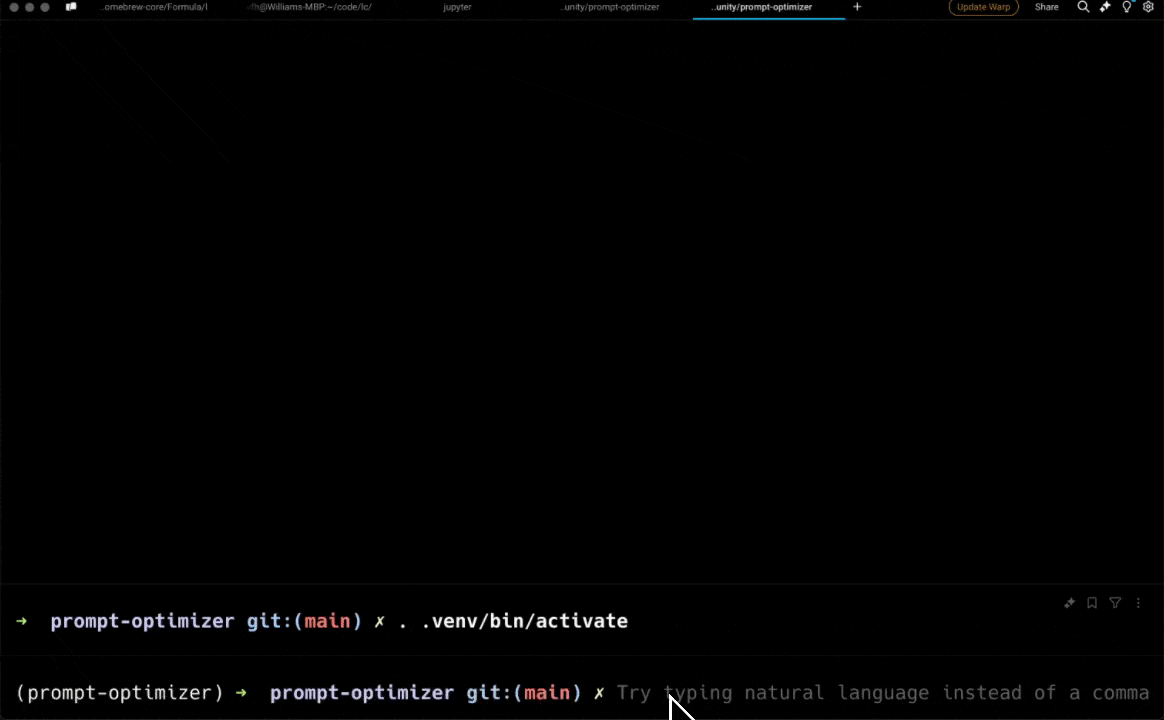 ..omebrew-core/Formula/l
fh@Williams-MBP:~/code/lc/
jupyter
..unity/prompt-optimizer
..unity/prompt-optimizer
+
Update Warp
Share
➜ prompt-optimizer git:(main) ✗ . .venv/bin/activate
(prompt-optimizer) ➜ prompt-optimizer git:(main) ✗ Try typing natural language instead of a comma